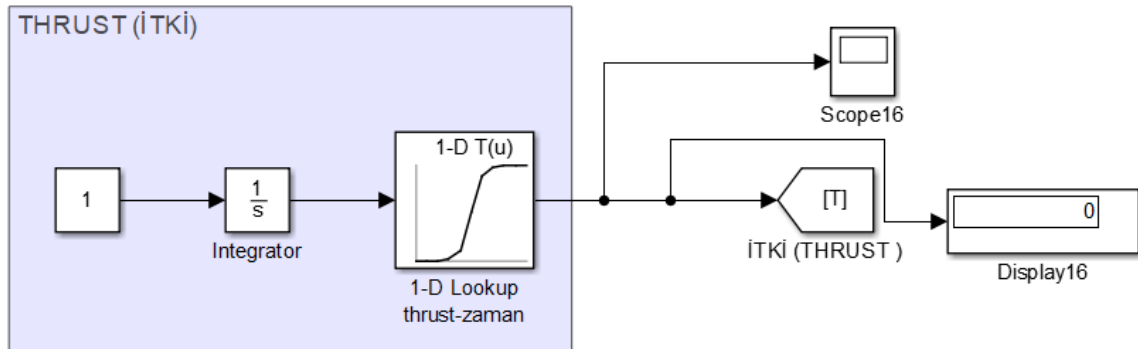 THRUST (İTKİ)
Scope16
1-D T(u)
1
1
s
[T]
0
Integrator
İTKİ (THRUST )
Display16
1-D Lookup
thrust-zaman